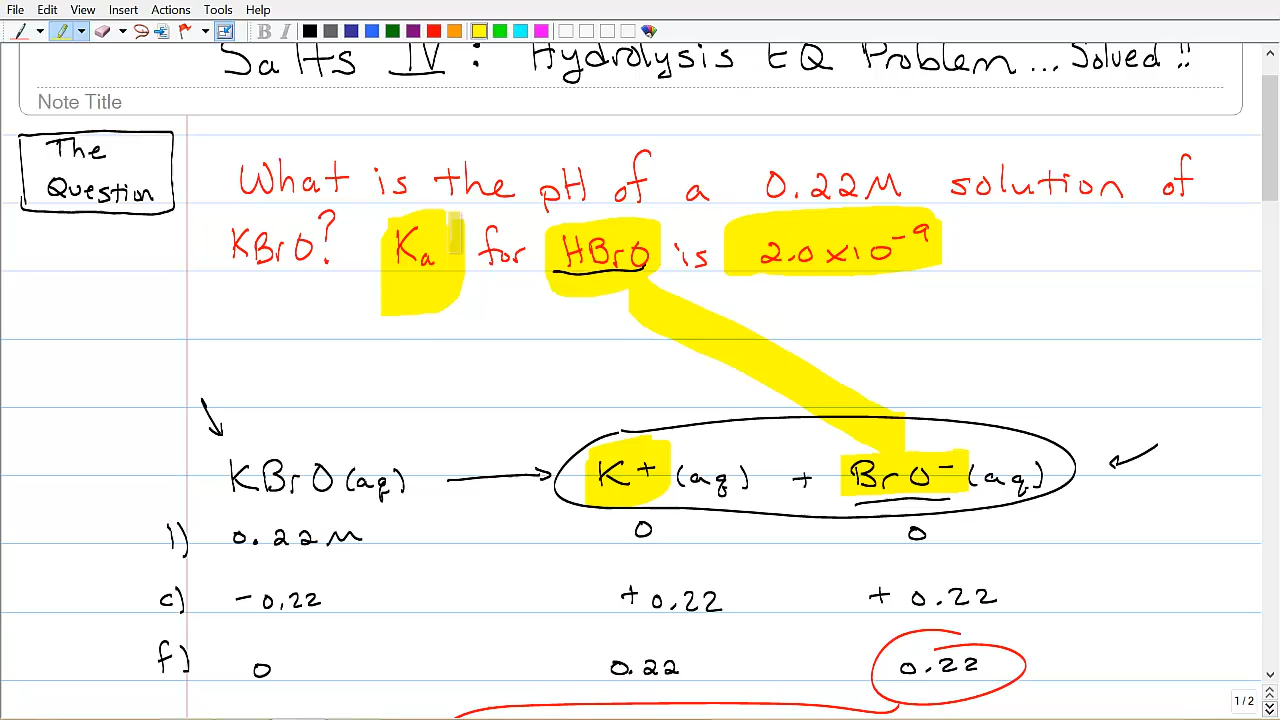 File Edit View Insert Actions Tools Help
B I
Salts IV : Hydrolysis EQ Problem... Solved!!
Note Title
The
Question
What is the pH of a 0.22M solution of
KBrO? Ka for HBrO is 2.0x10⁻⁹
KBrO(aq) → K⁺(aq) + BrO⁻(aq)
I) 0.22M 0 0
c) -0.22 +0.22 +0.22
f) 0 0.22 0.22
1/2